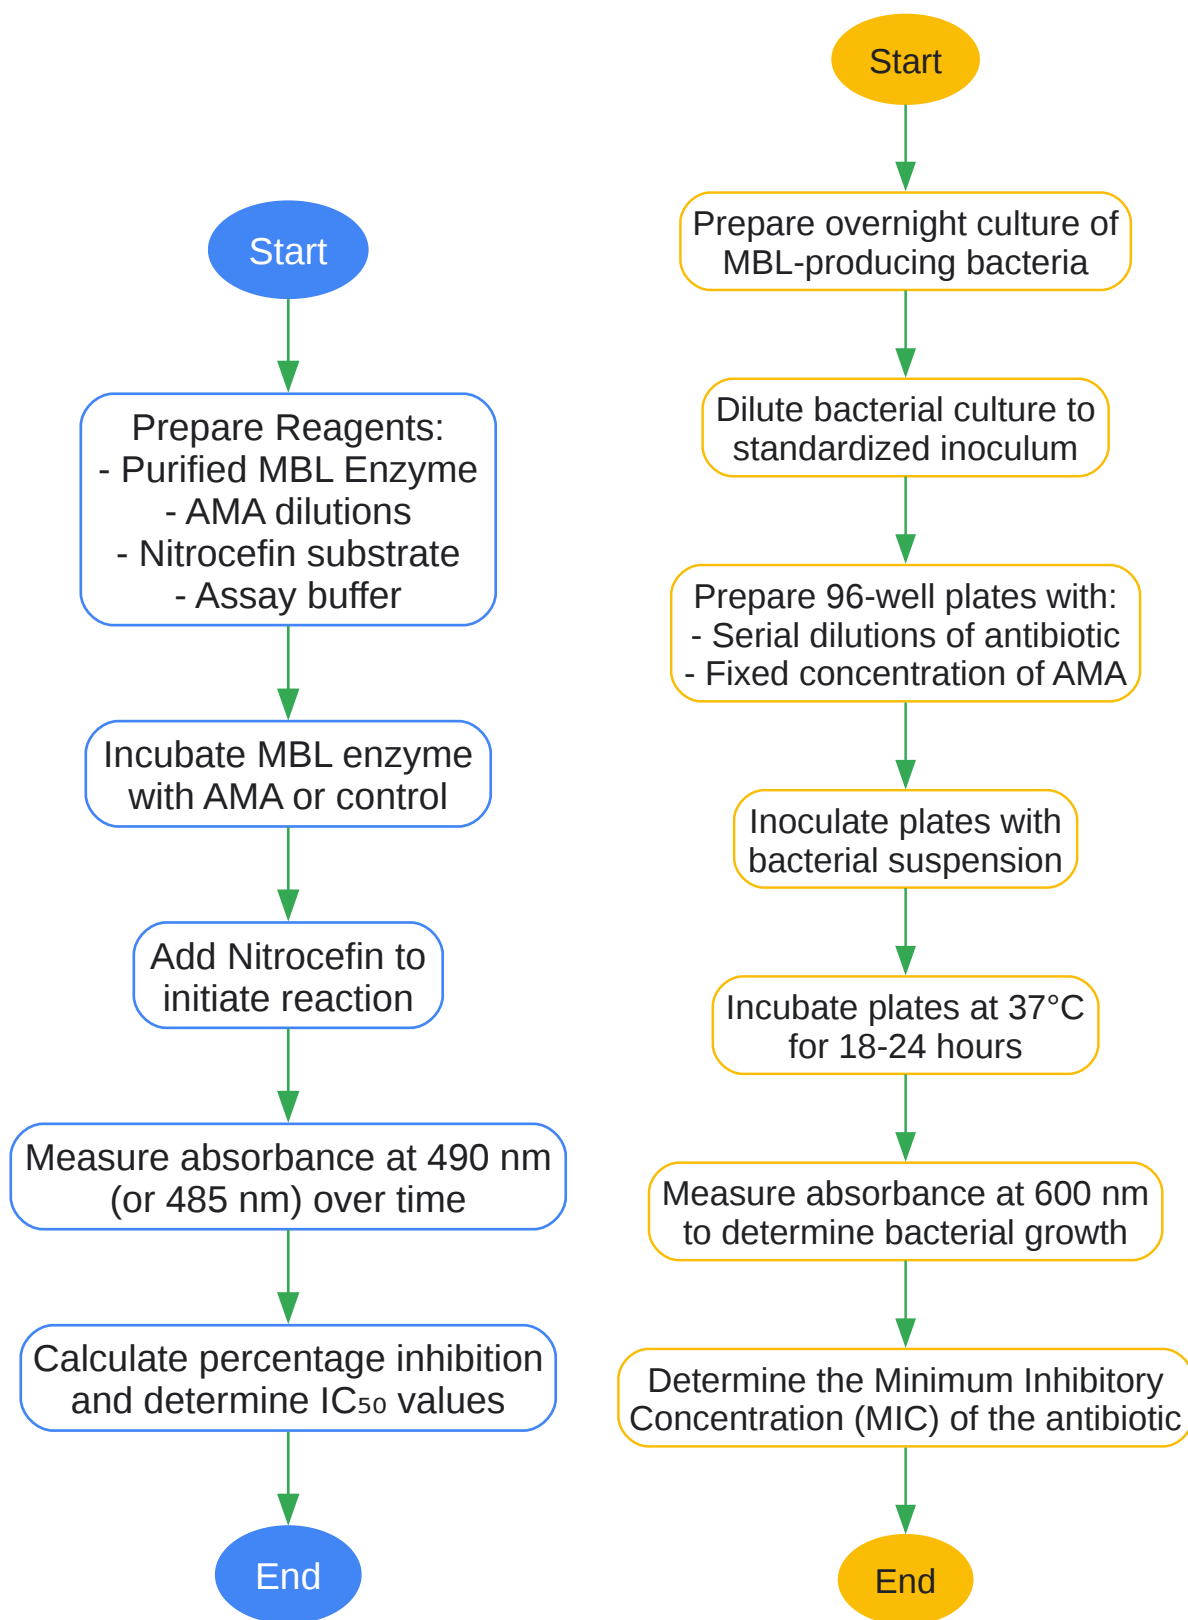 Start
Prepare Reagents:
- Purified MBL Enzyme
- AMA dilutions
- Nitrocefin substrate
- Assay buffer
Incubate MBL enzyme
with AMA or control
Add Nitrocefin to
initiate reaction
Measure absorbance at 490 nm
(or 485 nm) over time
Calculate percentage inhibition
and determine IC₅₀ values
End
Start
Prepare overnight culture of
MBL-producing bacteria
Dilute bacterial culture to
standardized inoculum
Prepare 96-well plates with:
- Serial dilutions of antibiotic
- Fixed concentration of AMA
Inoculate plates with
bacterial suspension
Incubate plates at 37°C
for 18-24 hours
Measure absorbance at 600 nm
to determine bacterial growth
Determine the Minimum Inhibitory
Concentration (MIC) of the antibiotic
End